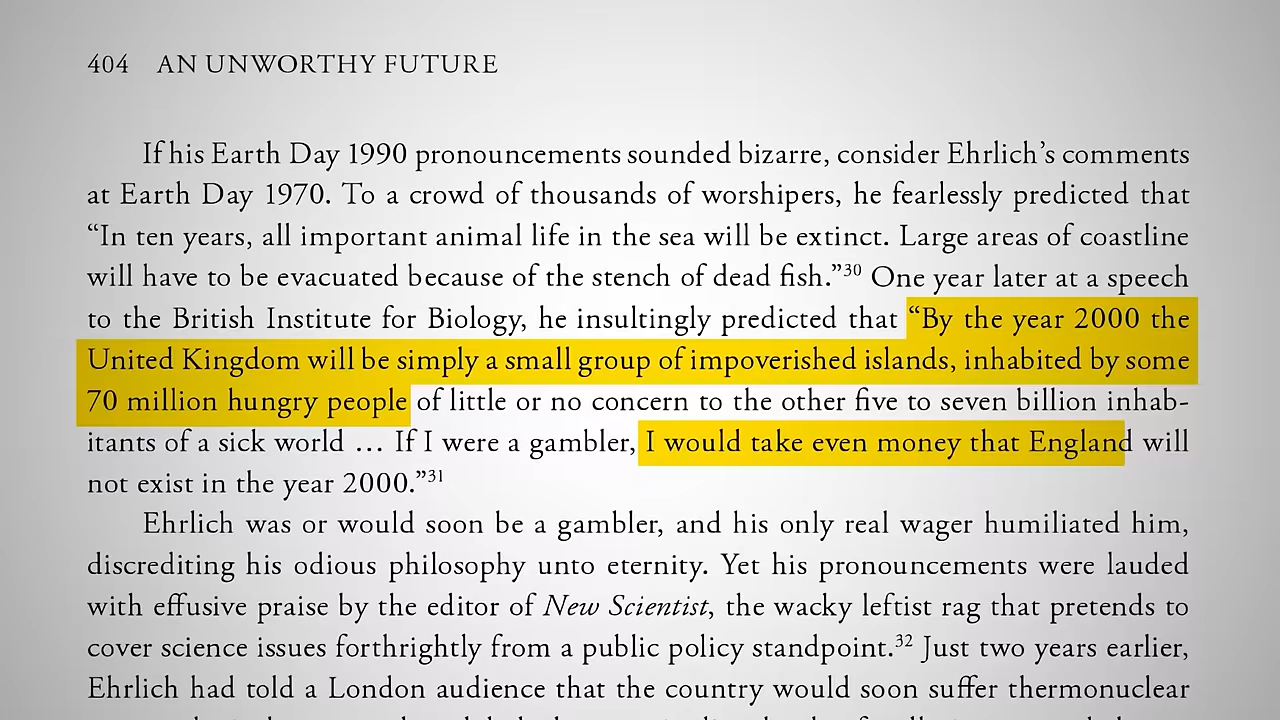 404 AN UNWORTHY FUTURE
If his Earth Day 1990 pronouncements sounded bizarre, consider Ehrlich’s comments
at Earth Day 1970. To a crowd of thousands of worshipers, he fearlessly predicted that
“In ten years, all important animal life in the sea will be extinct. Large areas of coastline
will have to be evacuated because of the stench of dead fish.”30 One year later at a speech
to the British Institute for Biology, he insultingly predicted that “By the year 2000 the
United Kingdom will be simply a small group of impoverished islands, inhabited by some
70 million hungry people of little or no concern to the other five to seven billion inhab-
itants of a sick world … If I were a gambler, I would take even money that England will
not exist in the year 2000.”31
Ehrlich was or would soon be a gambler, and his only real wager humiliated him,
discrediting his odious philosophy unto eternity. Yet his pronouncements were lauded
with effusive praise by the editor of New Scientist, the wacky leftist rag that pretends to
cover science issues forthrightly from a public policy standpoint.32 Just two years earlier,
Ehrlich had told a London audience that the country would soon suffer thermonuclear